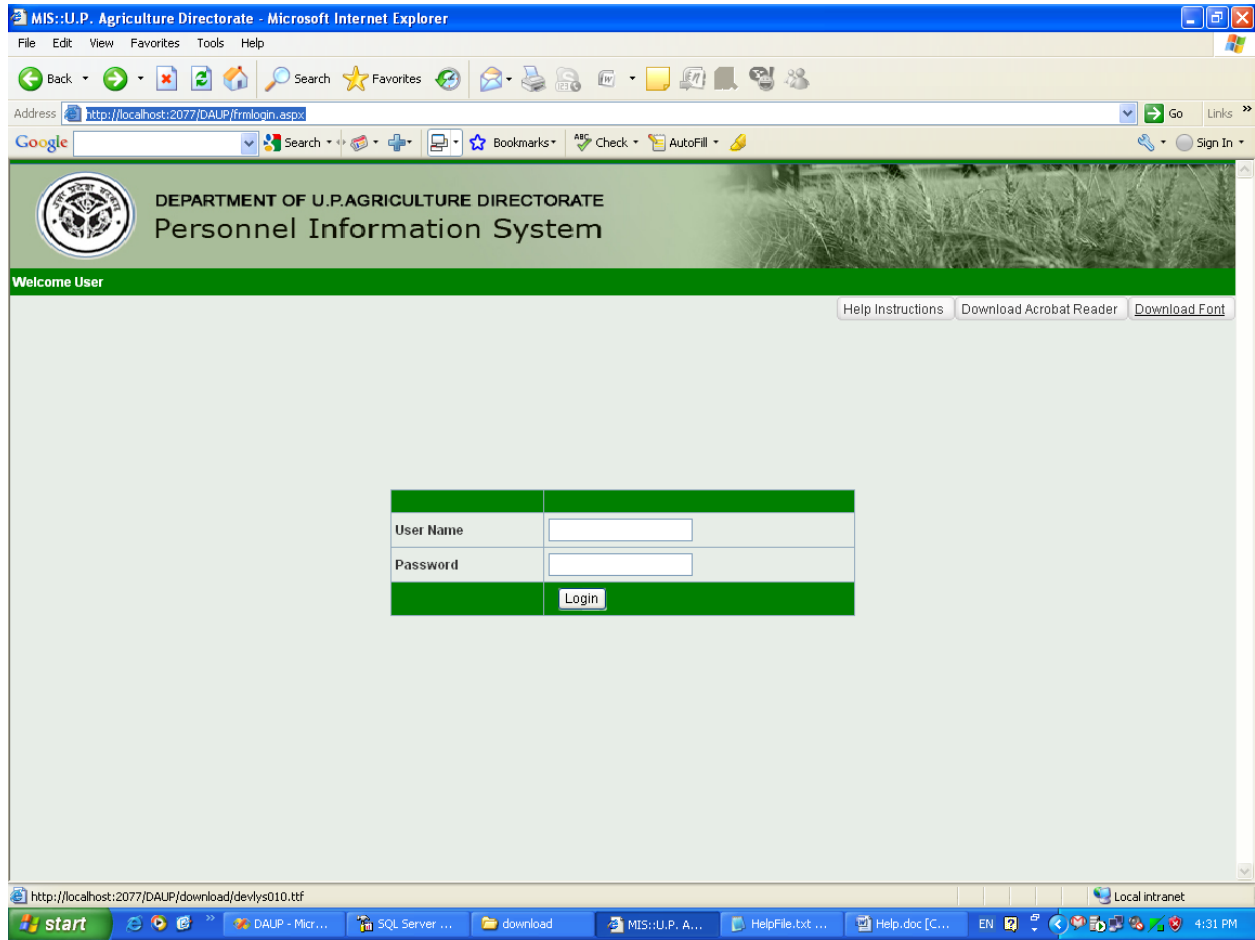 MIS::U.P. Agriculture Directorate - Microsoft Internet Explorer
File Edit View Favorites Tools Help
Back Search Favorites
Address http://localhost:2077/DAUP/frmlogin.aspx Go Links »
Google Search Bookmarks Check AutoFill Sign In
DEPARTMENT OF U.P.AGRICULTURE DIRECTORATE
Personnel Information System
Welcome User
Help Instructions Download Acrobat Reader Download Font
User Name
Password
Login
http://localhost:2077/DAUP/download/devlys010.ttf Local intranet
start » DAUP - Micr... SQL Server ... download MIS::U.P. A... HelpFile.txt ... Help.doc [C... EN 4:31 PM